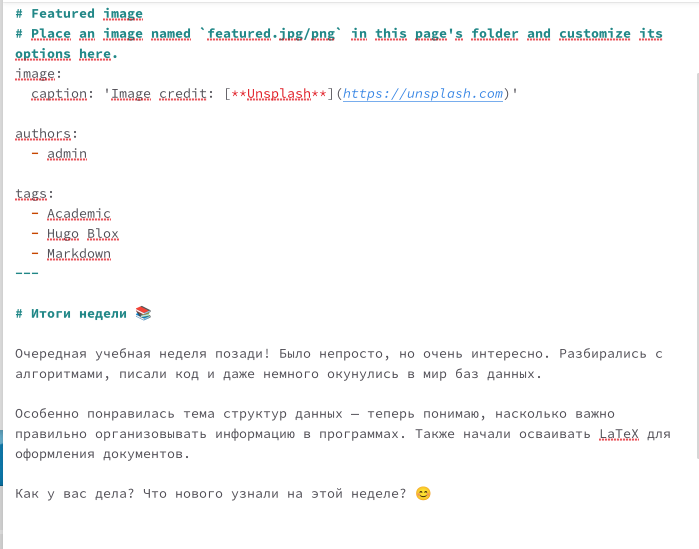 # Featured image
# Place an image named `featured.jpg/png` in this page's folder and customize its
options here.
image:
  caption: 'Image credit: [**Unsplash**](https://unsplash.com)'
authors:
  - admin
tags:
  - Academic
  - Hugo Blox
  - Markdown
---
# Итоги недели 📚
Очередная учебная неделя позади! Было непросто, но очень интересно. Разбирались с
алгоритмами, писали код и даже немного окунулись в мир баз данных.
Особенно понравилась тема структур данных — теперь понимаю, насколько важно
правильно организовывать информацию в программах. Также начали осваивать LaTeX для
оформления документов.
Как у вас дела? Что нового узнали на этой неделе? 😊